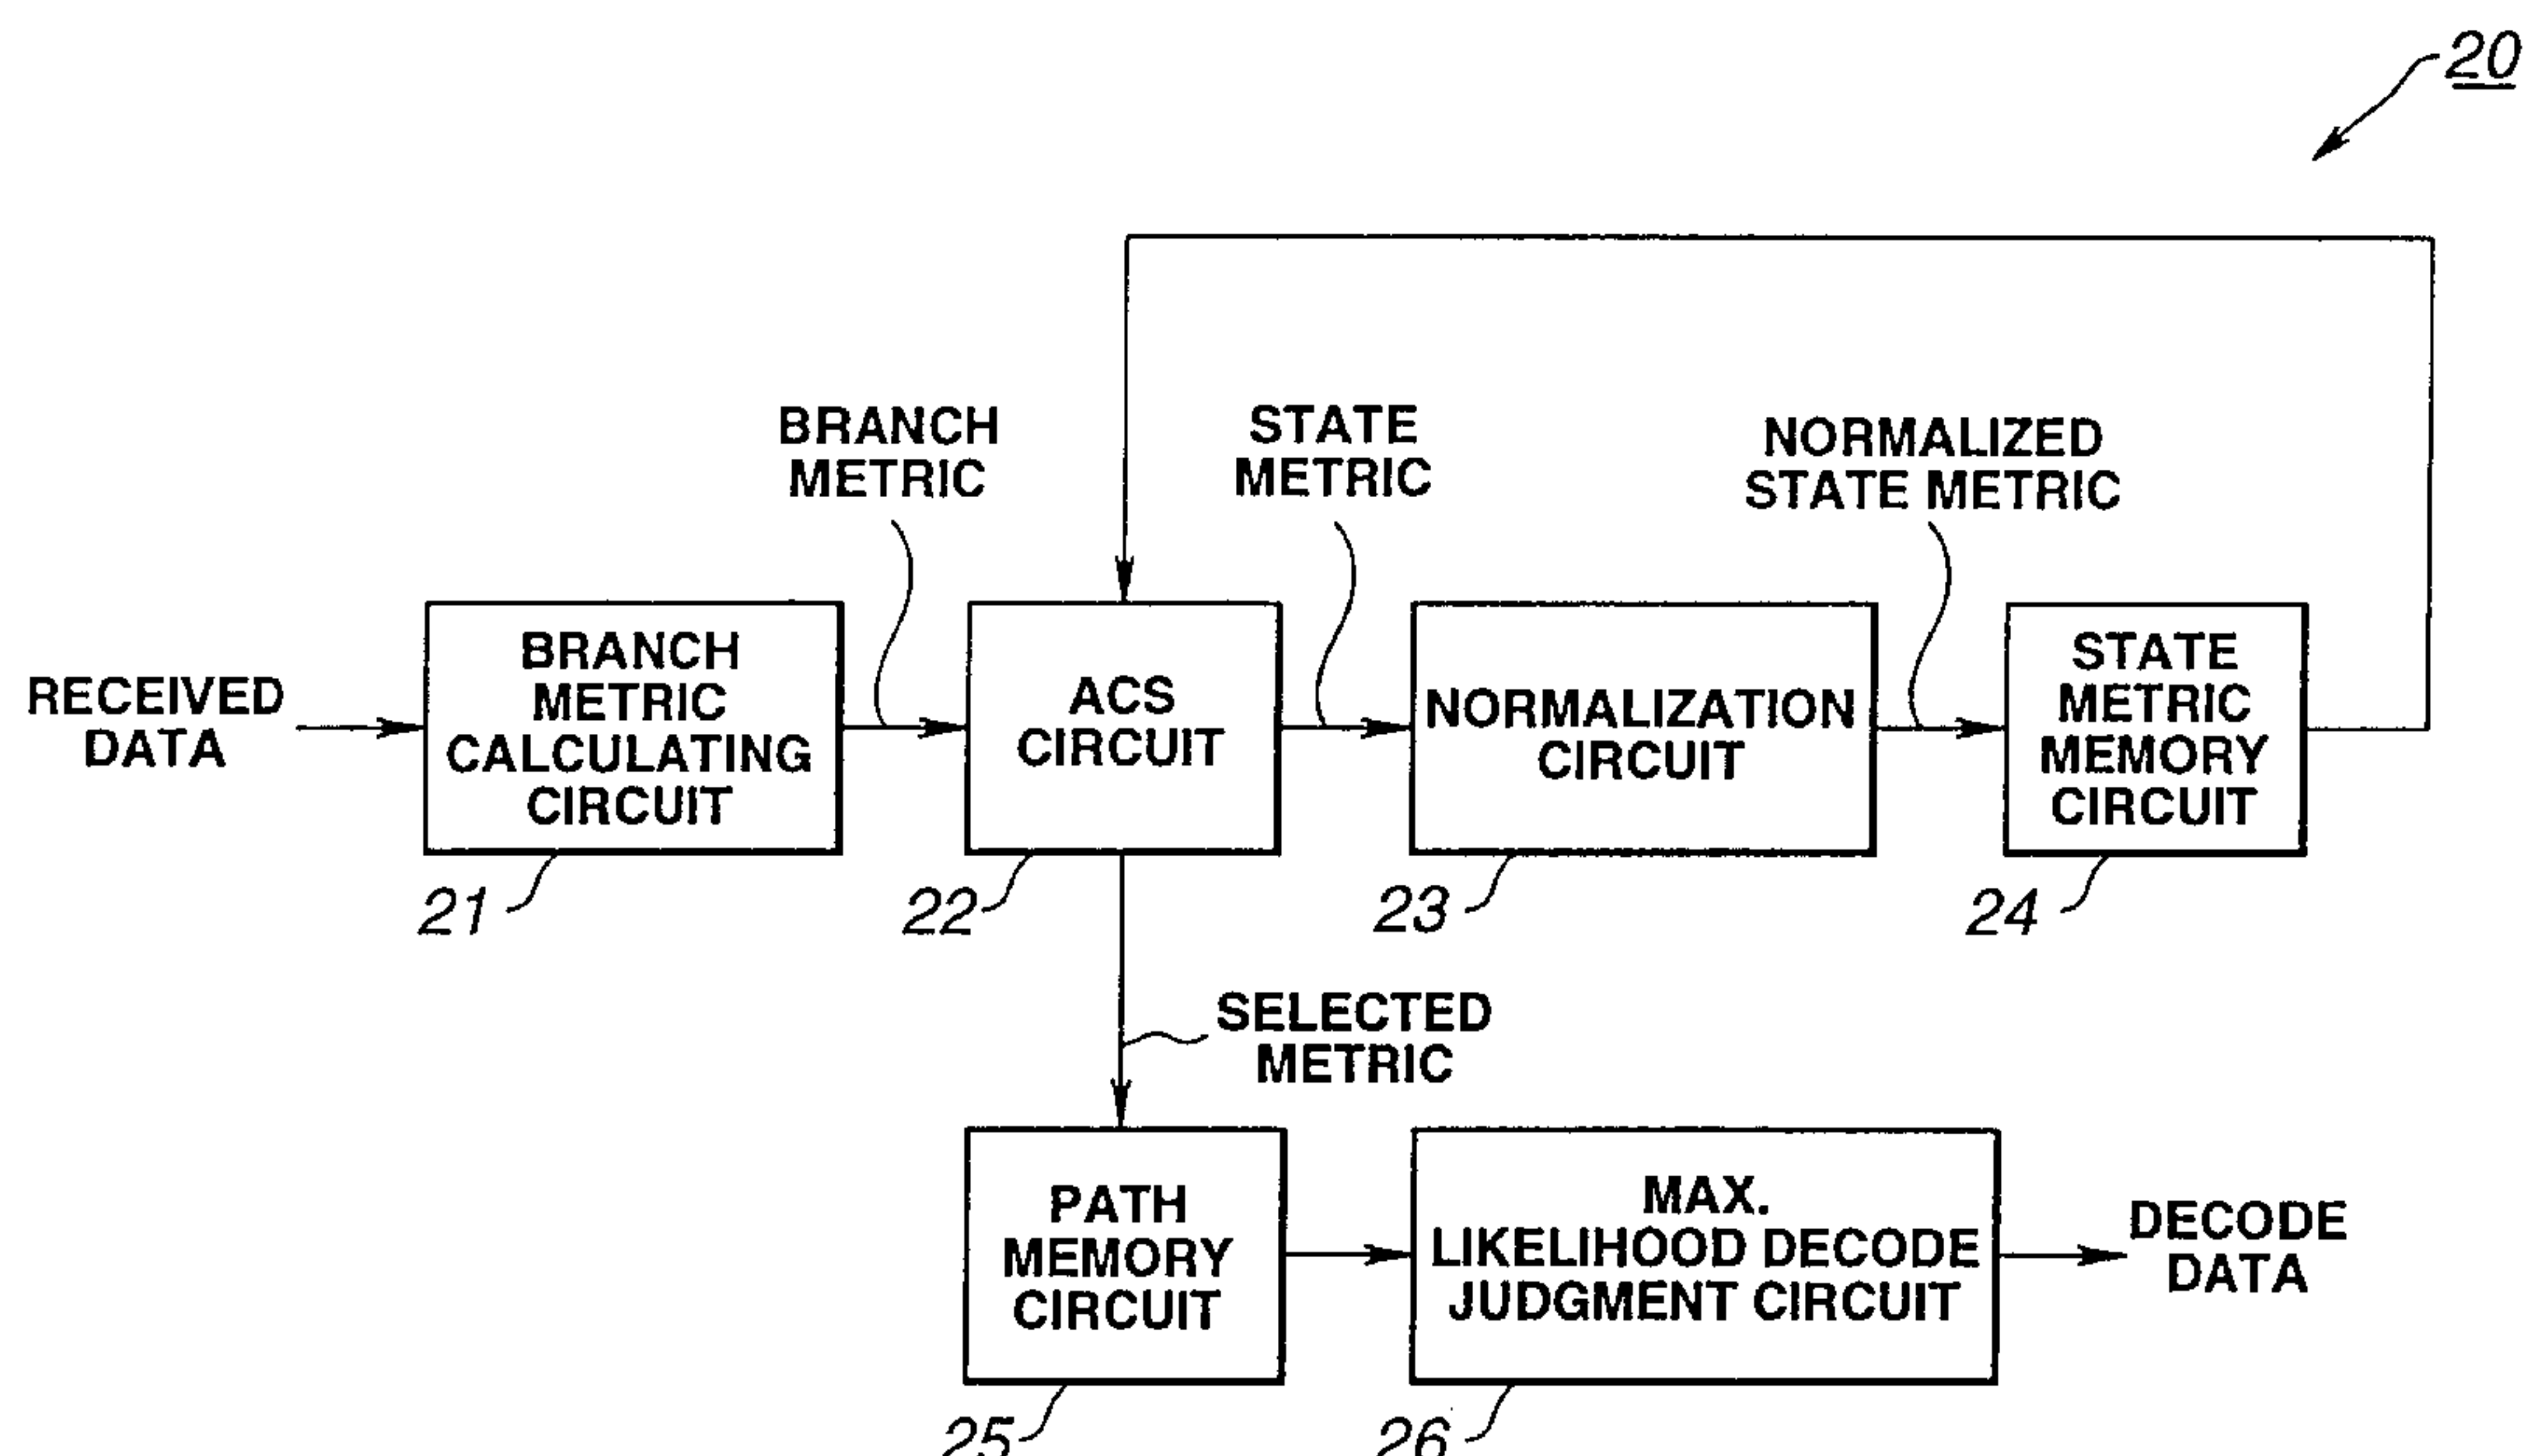 20
BRANCH
METRIC
STATE
METRIC
NORMALIZED
STATE METRIC
RECEIVED
DATA
BRANCH
METRIC
CALCULATING
CIRCUIT
ACS
CIRCUIT
NORMALIZATION
CIRCUIT
STATE
METRIC
MEMORY
CIRCUIT
21
22
23
24
SELECTED
METRIC
PATH
MEMORY
CIRCUIT
MAX.
LIKELIHOOD DECODE
JUDGMENT CIRCUIT
DECODE
DATA
25
26